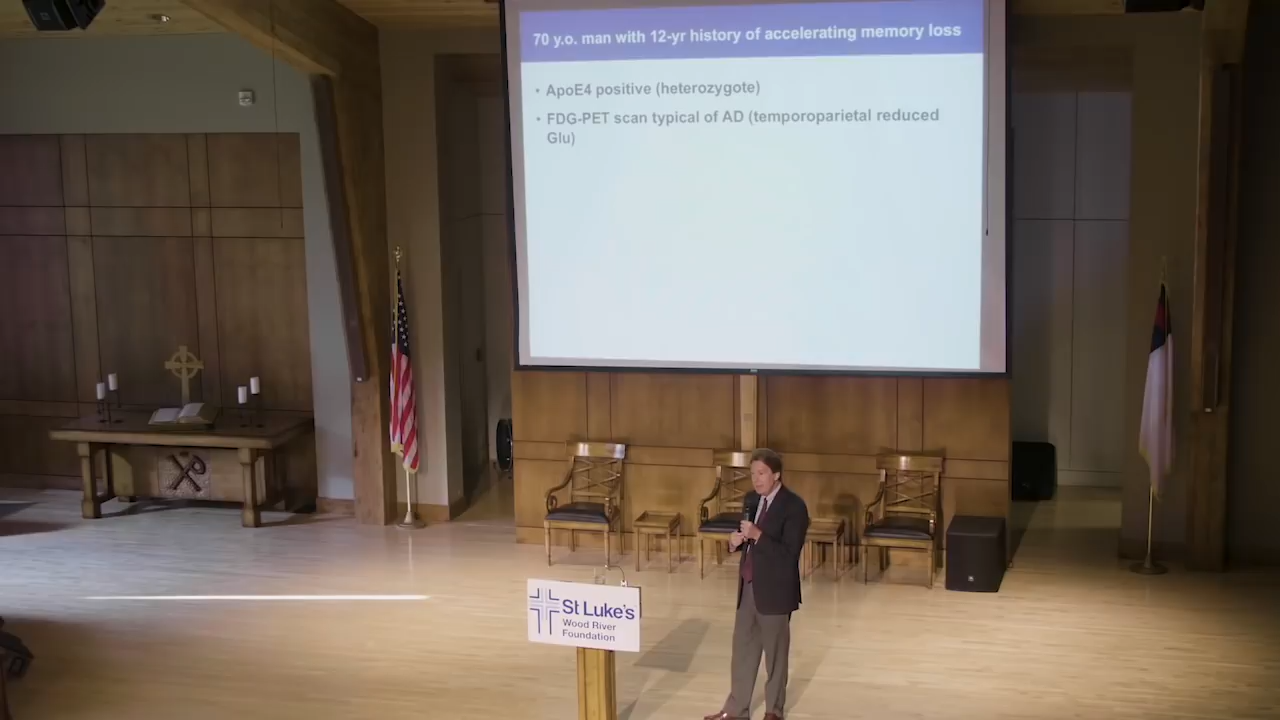 70 y.o. man with 12-yr history of accelerating memory loss
• ApoE4 positive (heterozygote)
• FDG-PET scan typical of AD (temporoparietal reduced
Glu)
St Luke's
Wood River
Foundation